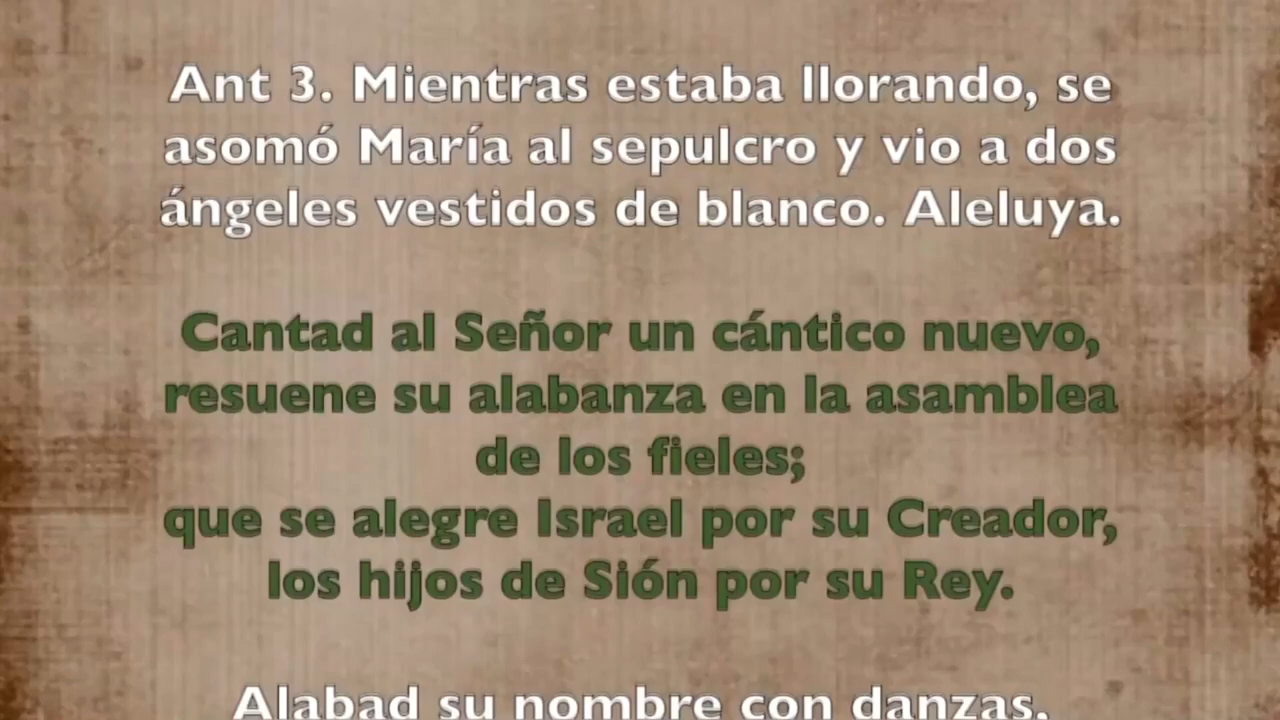 Ant 3. Mientras estaba llorando, se
asomó María al sepulcro y vio a dos
ángeles vestidos de blanco. Aleluya.
Cantad al Señor un cántico nuevo,
resuene su alabanza en la asamblea
de los fieles;
que se alegre Israel por su Creador,
los hijos de Sión por su Rey.
Alabad su nombre con danzas,